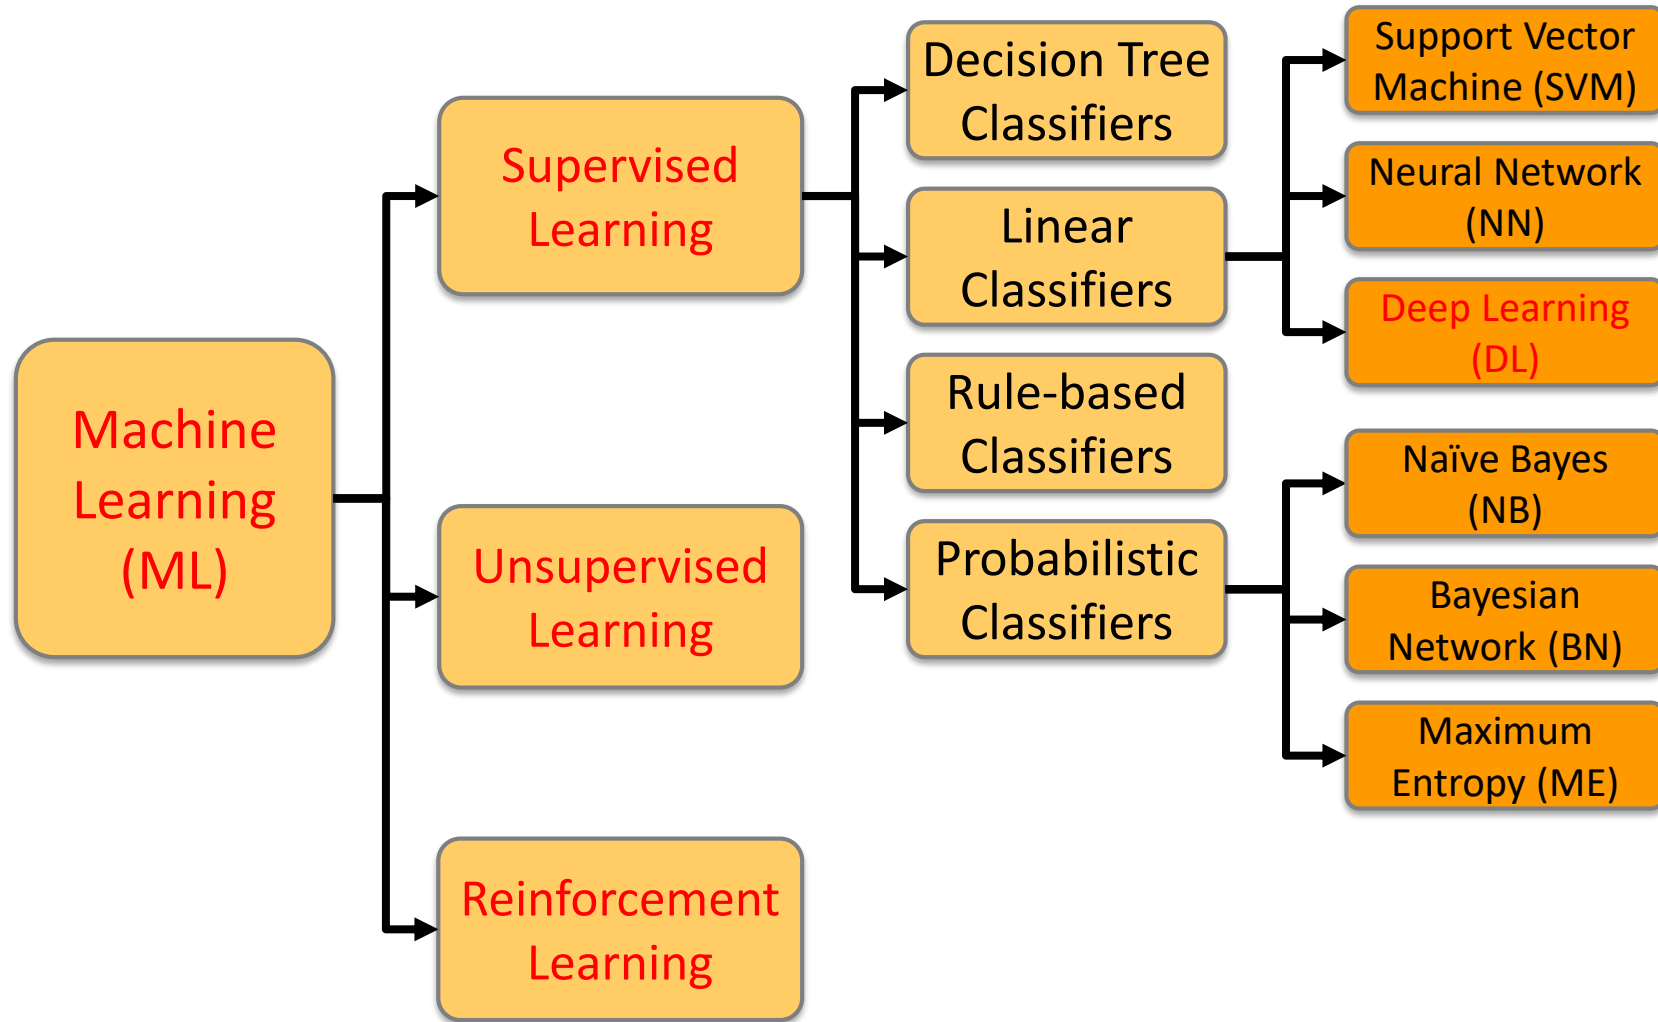 Machine
Learning
(ML)
Supervised
Learning
Unsupervised
Learning
Reinforcement
Learning
Decision Tree
Classifiers
Linear
Classifiers
Rule-based
Classifiers
Probabilistic
Classifiers
Support Vector
Machine (SVM)
Neural Network
(NN)
Deep Learning
(DL)
Naïve Bayes
(NB)
Bayesian
Network (BN)
Maximum
Entropy (ME)